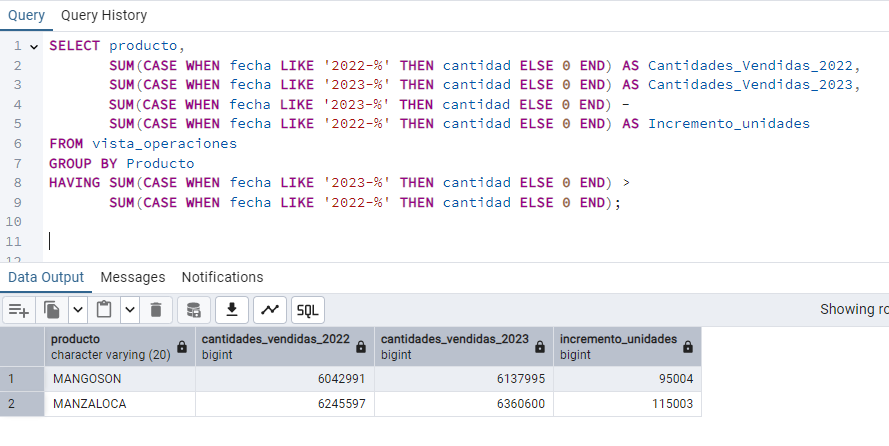 Query Query History
1 SELECT producto,
2 SUM(CASE WHEN fecha LIKE '2022-%' THEN cantidad ELSE 0 END) AS Cantidades_Vendidas_2022,
3 SUM(CASE WHEN fecha LIKE '2023-%' THEN cantidad ELSE 0 END) AS Cantidades_Vendidas_2023,
4 SUM(CASE WHEN fecha LIKE '2023-%' THEN cantidad ELSE 0 END) -
5 SUM(CASE WHEN fecha LIKE '2022-%' THEN cantidad ELSE 0 END) AS Incremento_unidades
6 FROM vista_operaciones
7 GROUP BY Producto
8 HAVING SUM(CASE WHEN fecha LIKE '2023-%' THEN cantidad ELSE 0 END) >
9 SUM(CASE WHEN fecha LIKE '2022-%' THEN cantidad ELSE 0 END);
10
11
12
Data Output Messages Notifications
SQL Showing ro
producto cantidades_vendidas_2022 cantidades_vendidas_2023 incremento_unidades
character varying (20) bigint bigint bigint
1 MANGOSON 6042991 6137995 95004
2 MANZALOCA 6245597 6360600 115003